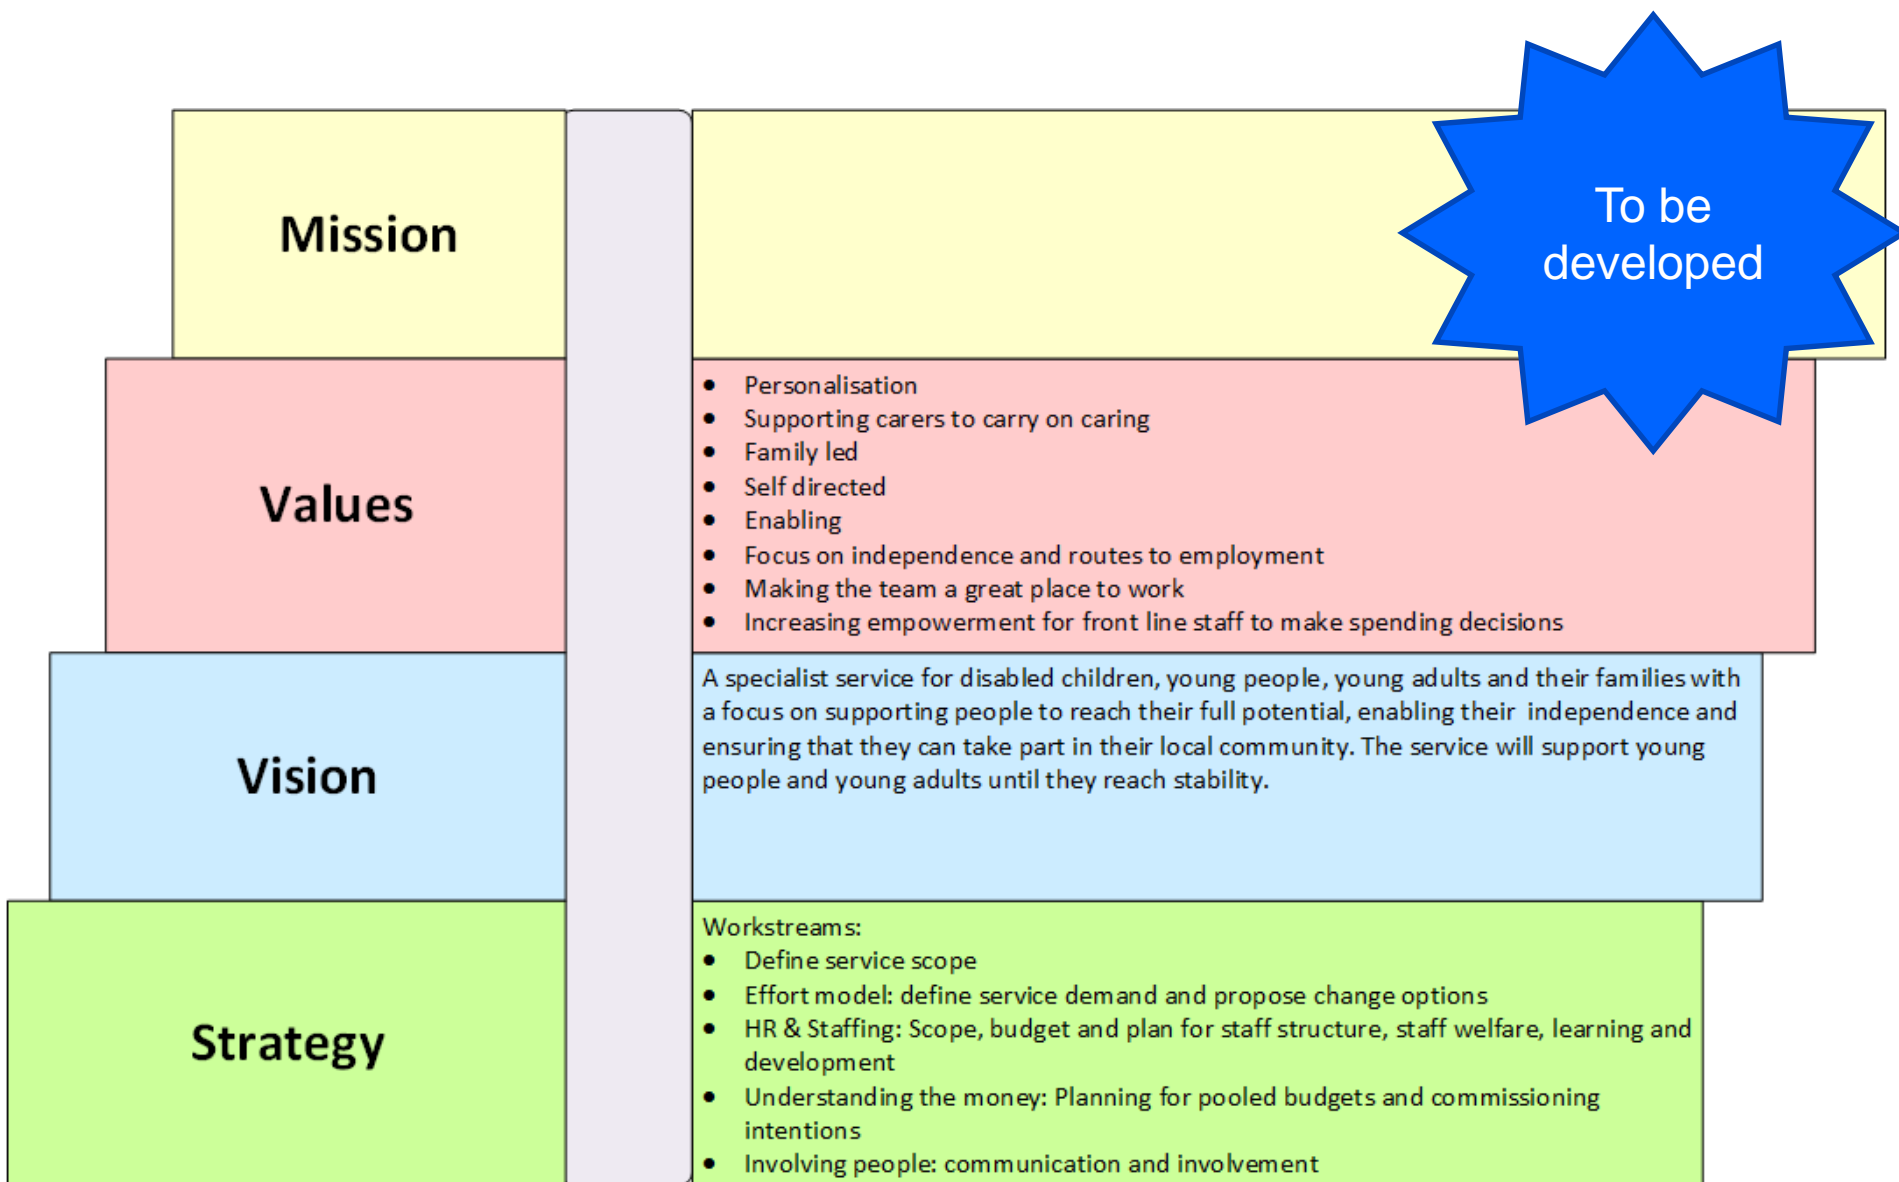 Mission
To be
developed
Values
• Personalisation
• Supporting carers to carry on caring
• Family led
• Self directed
• Enabling
• Focus on independence and routes to employment
• Making the team a great place to work
• Increasing empowerment for front line staff to make spending decisions
Vision
A specialist service for disabled children, young people, young adults and their families with
a focus on supporting people to reach their full potential, enabling their independence and
ensuring that they can take part in their local community. The service will support young
people and young adults until they reach stability.
Strategy
Workstreams:
• Define service scope
• Effort model: define service demand and propose change options
• HR & Staffing: Scope, budget and plan for staff structure, staff welfare, learning and
development
• Understanding the money: Planning for pooled budgets and commissioning
intentions
• Involving people: communication and involvement